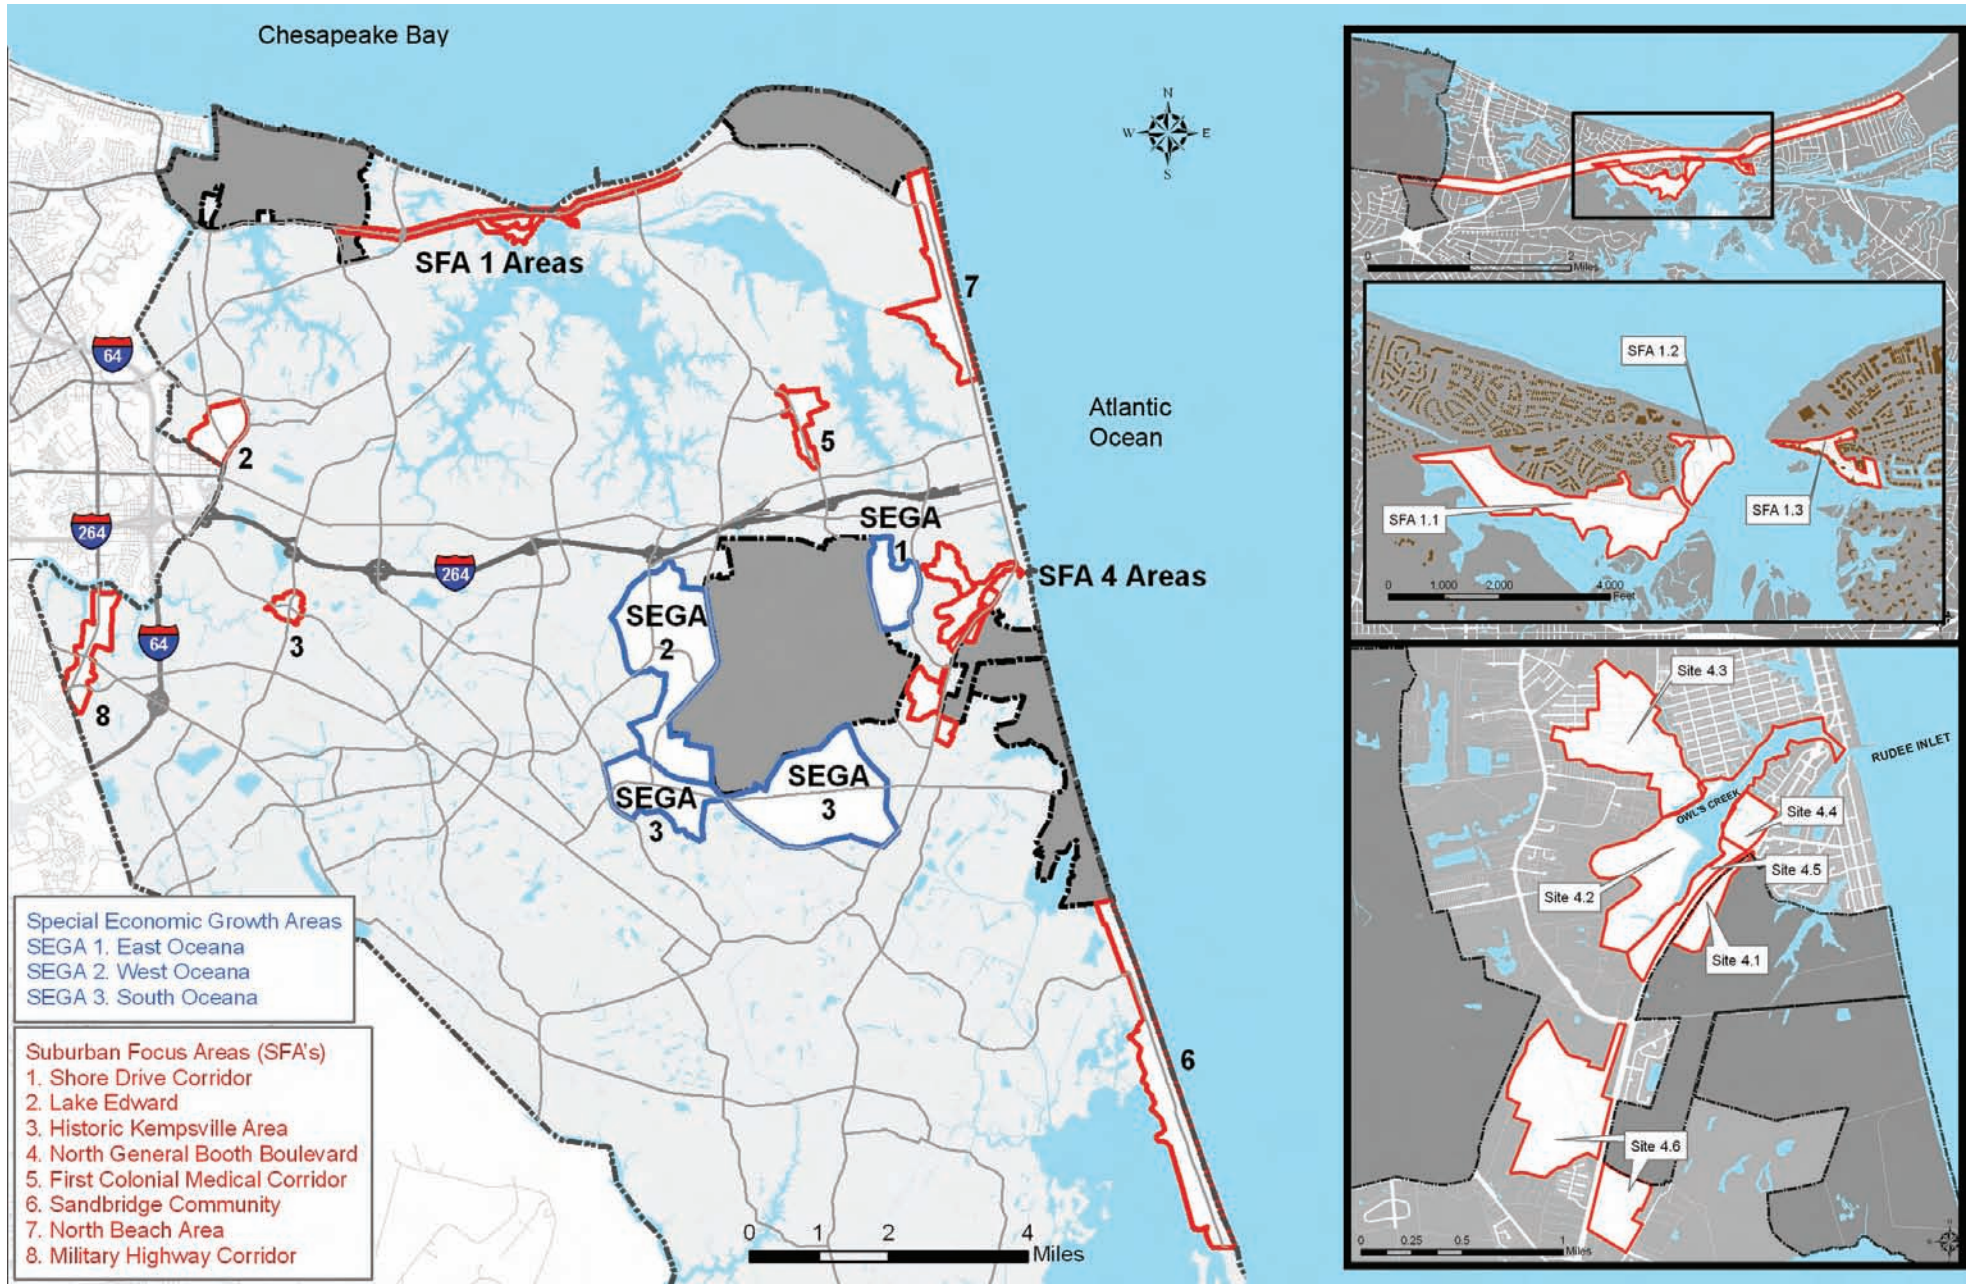 Chesapeake Bay
N
W
E
S
SFA 1 Areas
7
64
Atlantic
Ocean
2
5
264
SEGA
1
264
SFA 4 Areas
SEGA
2
64
3
8
SEGA
3
SEGA
3
6
Special Economic Growth Areas
SEGA 1. East Oceana
SEGA 2. West Oceana
SEGA 3. South Oceana
Suburban Focus Areas (SFA's)
1. Shore Drive Corridor
2. Lake Edward
3. Historic Kempsville Area
4. North General Booth Boulevard
5. First Colonial Medical Corridor
6. Sandbridge Community
7. North Beach Area
8. Military Highway Corridor
0 1 2 4
Miles
0 1 2
Miles
SFA 1.2
SFA 1.1
SFA 1.3
0 1,000 2,000 4,000
Feet
Site 4.3
RUDEE INLET
OWL'S CREEK
Site 4.4
Site 4.5
Site 4.2
Site 4.1
Site 4.6
0 0.25 0.5 1
Miles